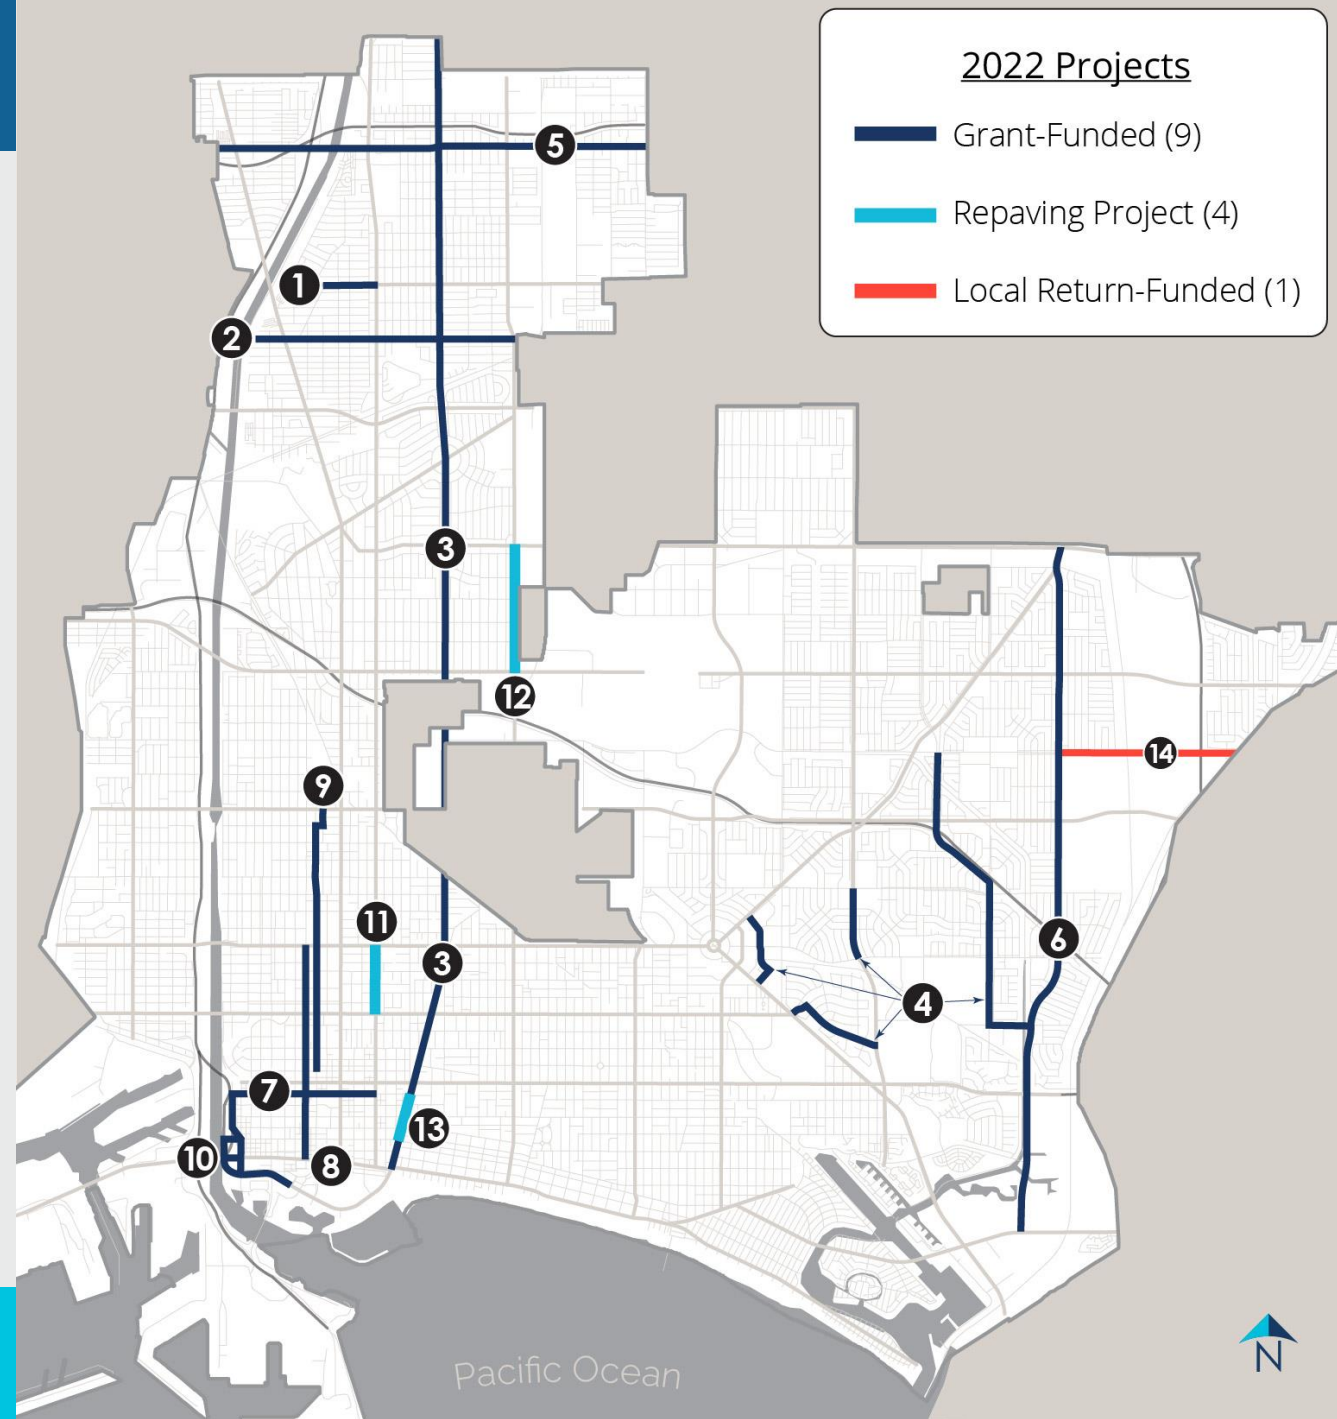 2022 Projects
Grant-Funded (9)
Repaving Project (4)
Local Return-Funded (1)
5
1
2
3
12
14
9
11
3
6
4
7
13
10
8
Pacific Ocean
N